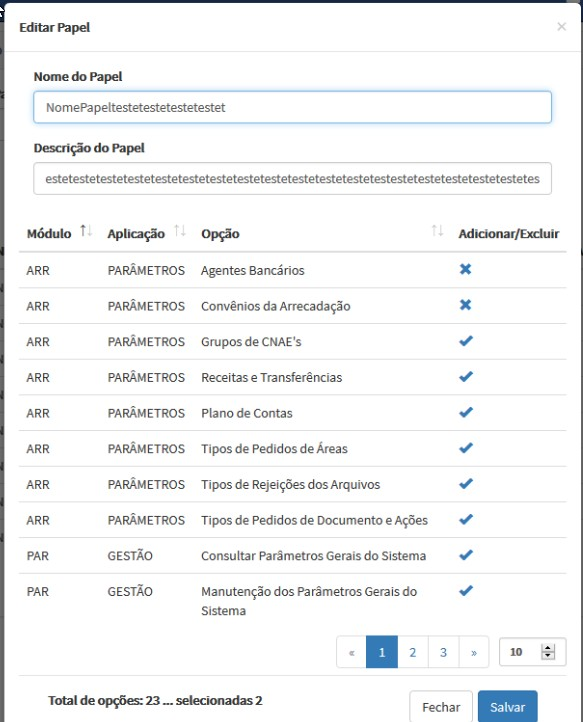 Editar Papel ×
Nome do Papel
NomePapeltestetestetestetestet
Descrição do Papel
estetestetestetestetestetestetestetestetestetestetestetestetestetestetestetestetestetestetes
Módulo Aplicação Opção Adicionar/Excluir
ARR PARÂMETROS Agentes Bancários
ARR PARÂMETROS Convênios da Arrecadação
ARR PARÂMETROS Grupos de CNAE's
ARR PARÂMETROS Receitas e Transferências
ARR PARÂMETROS Plano de Contas
ARR PARÂMETROS Tipos de Pedidos de Áreas
ARR PARÂMETROS Tipos de Rejeições dos Arquivos
ARR PARÂMETROS Tipos de Pedidos de Documento e Ações
PAR GESTÃO Consultar Parâmetros Gerais do Sistema
PAR GESTÃO Manutenção dos Parâmetros Gerais do
Sistema
« 1 2 3 » 10
Total de opções: 23 ... selecionadas 2
Fechar Salvar